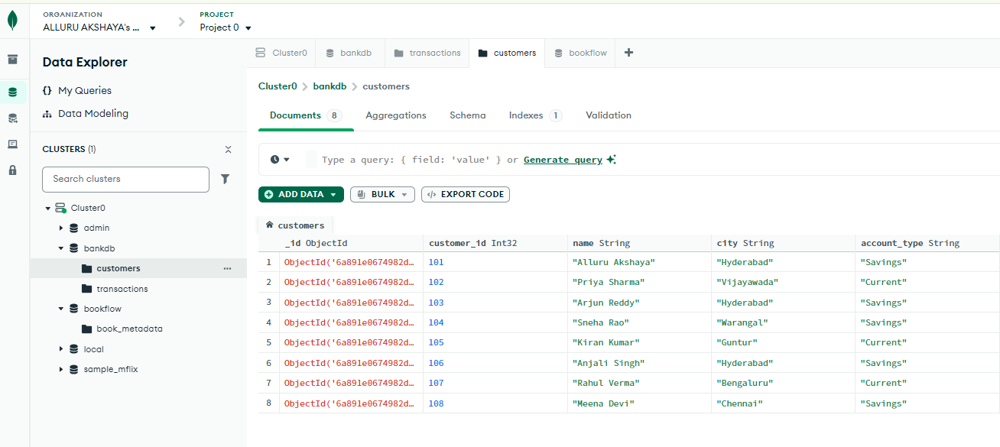 ORGANIZATION
ALLURU AKSHAYA's ...
PROJECT
Project 0
Data Explorer
My Queries
Data Modeling
CLUSTERS (1)
Search clusters
Cluster0
admin
bankdb
customers
transactions
bookflow
book_metadata
local
sample_mflix
Cluster0 bankdb transactions customers bookflow
Cluster0 > bankdb > customers
Documents 8 Aggregations Schema Indexes 1 Validation
Type a query: { field: 'value' } or Generate query
ADD DATA BULK EXPORT CODE
customers
_id ObjectId customer_id Int32 name String city String account_type String
1 ObjectId('6a891e0674982d… 101 "Alluru Akshaya" "Hyderabad" "Savings"
2 ObjectId('6a891e0674982d… 102 "Priya Sharma" "Vijayawada" "Current"
3 ObjectId('6a891e0674982d… 103 "Arjun Reddy" "Hyderabad" "Savings"
4 ObjectId('6a891e0674982d… 104 "Sneha Rao" "Warangal" "Savings"
5 ObjectId('6a891e0674982d… 105 "Kiran Kumar" "Guntur" "Current"
6 ObjectId('6a891e0674982d… 106 "Anjali Singh" "Hyderabad" "Savings"
7 ObjectId('6a891e0674982d… 107 "Rahul Verma" "Bengaluru" "Current"
8 ObjectId('6a891e0674982d… 108 "Meena Devi" "Chennai" "Savings"